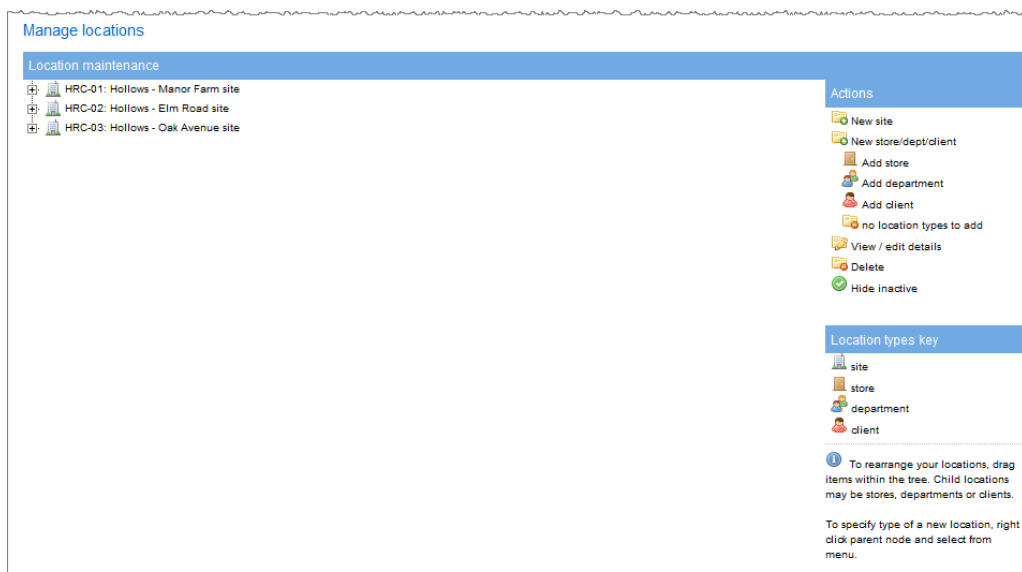 Manage locations
Location maintenance
HRC-01: Hollows - Manor Farm site
HRC-02: Hollows - Elm Road site
HRC-03: Hollows - Oak Avenue site
Actions
New site
New store/dept/client
Add store
Add department
Add client
no location types to add
View / edit details
Delete
Hide inactive
Location types key
site
store
department
client
To rearrange your locations, drag
items within the tree. Child locations
may be stores, departments or clients.
To specify type of a new location, right
click parent node and select from
menu.